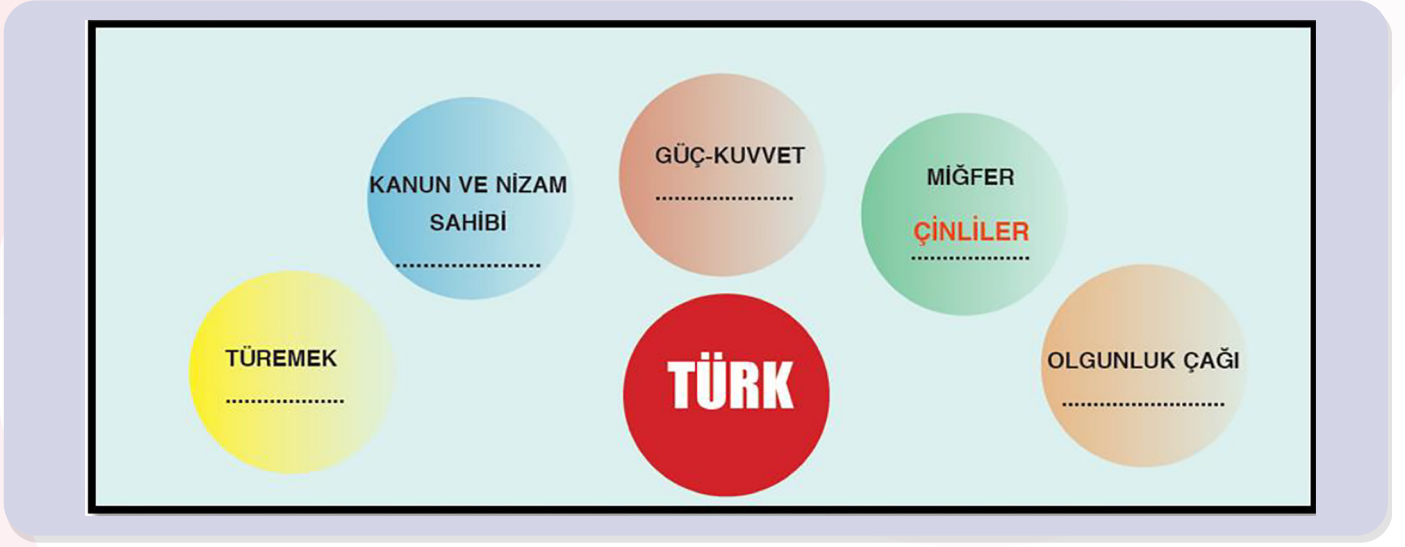 TÜREMEK
....................
KANUN VE NİZAM
SAHİBİ
........................
GÜÇ-KUVVET
.......................
MİĞFER
ÇİNLİLER
....................
OLGUNLUK ÇAĞI
...........................
TÜRK